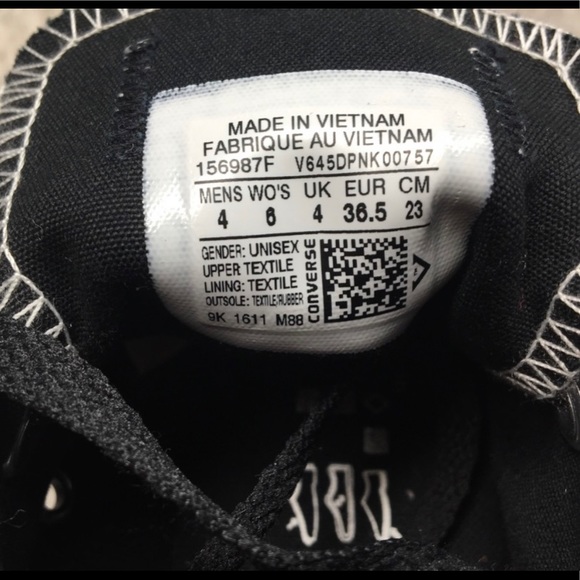 MADE IN VIETNAM
FABRIQUE AU VIETNAM
156987F V645DPNK00757
MENS WO'S UK EUR CM
4 6 4 36.5 23
GENDER: UNISEX
UPPER TEXTILE
LINING: TEXTILE
OUTSOLE: TEXTILE/RUBBER
9K 1611 M88
CONVERSE